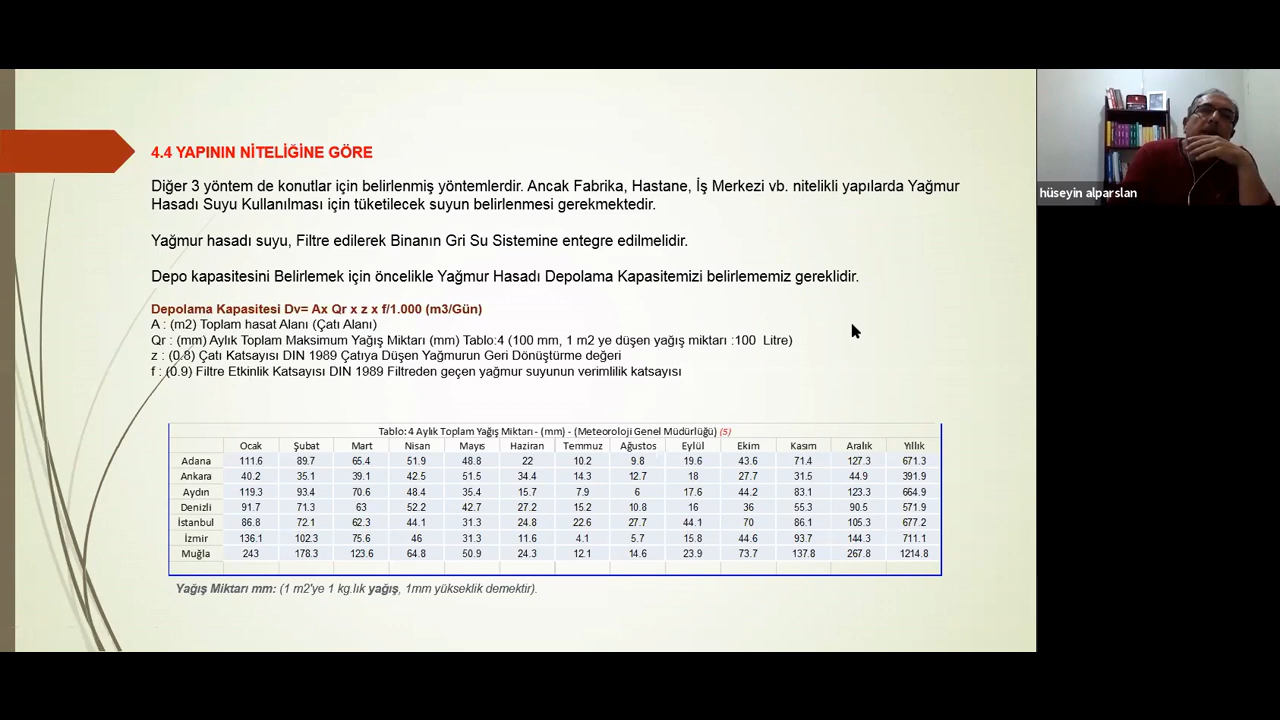 4.4 YAPININ NİTELİĞİNE GÖRE
Diğer 3 yöntem de konutlar için belirlenmiş yöntemlerdir. Ancak Fabrika, Hastane, İş Merkezi vb. nitelikli yapılarda Yağmur
Hasadı Suyu Kullanılması için tüketilecek suyun belirlenmesi gerekmektedir.
Yağmur hasadı suyu, Filtre edilerek Binanın Gri Su Sistemine entegre edilmelidir.
Depo kapasitesini Belirlemek için öncelikle Yağmur Hasadı Depolama Kapasitemizi belirlememiz gereklidir.
Depolama Kapasitesi Dv= Ax Qr x z x f/1.000 (m3/Gün)
A : (m2) Toplam hasat Alanı (Çatı Alanı)
Qr : (mm) Aylık Toplam Maksimum Yağış Miktarı (mm) Tablo:4 (100 mm, 1 m2 ye düşen yağış miktarı :100 Litre)
z : (0.8) Çatı Katsayısı DIN 1989 Çatıya Düşen Yağmurun Geri Dönüştürme değeri
f : (0.9) Filtre Etkinlik Katsayısı DIN 1989 Filtreden geçen yağmur suyunun verimlilik katsayısı
Tablo: 4 Aylık Toplam Yağış Miktarı - (mm) - (Meteoroloji Genel Müdürlüğü) (5)
Ocak Şubat Mart Nisan Mayıs Haziran Temmuz Ağustos Eylül Ekim Kasım Aralık Yıllık
Adana 111.6 89.7 65.4 51.9 48.8 22 10.2 9.8 19.6 43.6 71.4 127.3 671.3
Ankara 40.2 35.1 39.1 42.5 51.5 34.4 14.3 12.7 18 27.7 31.5 44.9 391.9
Aydın 119.3 93.4 70.6 48.4 35.4 15.7 7.9 6 17.6 44.2 83.1 123.3 664.9
Denizli 91.7 71.3 63 52.2 42.7 27.2 15.2 10.8 16 36 55.3 90.5 571.9
İstanbul 86.8 72.1 62.3 44.1 31.3 24.8 22.6 27.7 44.1 70 86.1 105.3 677.2
İzmir 136.1 102.3 75.6 46 31.3 11.6 4.1 5.7 15.8 44.6 93.7 144.3 711.1
Muğla 243 178.3 123.6 64.8 50.9 24.3 12.1 14.6 23.9 73.7 137.8 267.8 1214.8
Yağış Miktarı mm: (1 m2'ye 1 kg.lık yağış, 1mm yükseklik demektir).
hüseyin alparslan